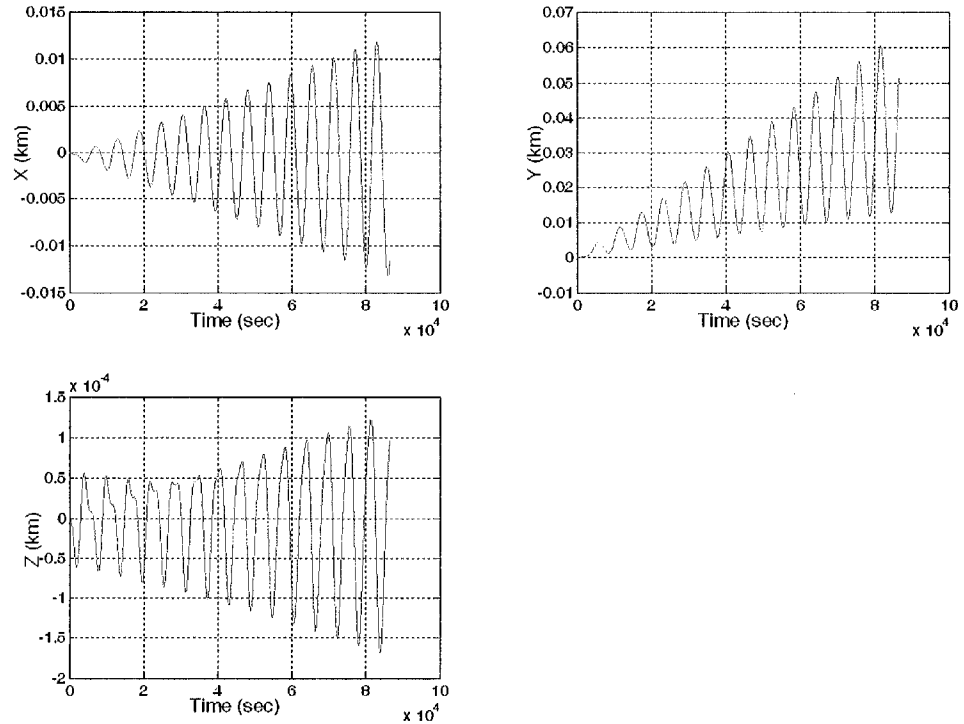 0.015
0.01
0.005
0
-0.005
-0.01
-0.015
X (km)
0 2 4 6 8 10
Time (sec)
x 10^4
0.07
0.06
0.05
0.04
0.03
0.02
0.01
0
-0.01
Y (km)
0 2 4 6 8 10
Time (sec)
x 10^4
x 10^-4
1.5
1
0.5
0
-0.5
-1
-1.5
-2
Z (km)
0 2 4 6 8 10
Time (sec)
x 10^4